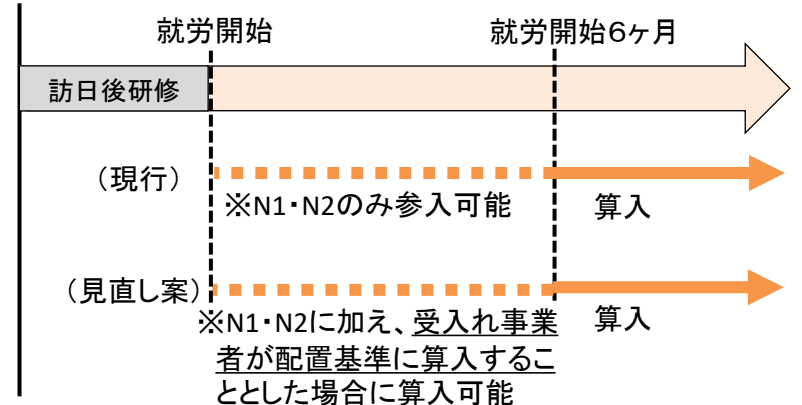 就労開始
就労開始6ヶ月
訪日後研修
（現行）
※N1・N2のみ参入可能
算入
（見直し案）
※N1・N2に加え、受入れ事業
者が配置基準に算入するこ
ととした場合に算入可能
算入